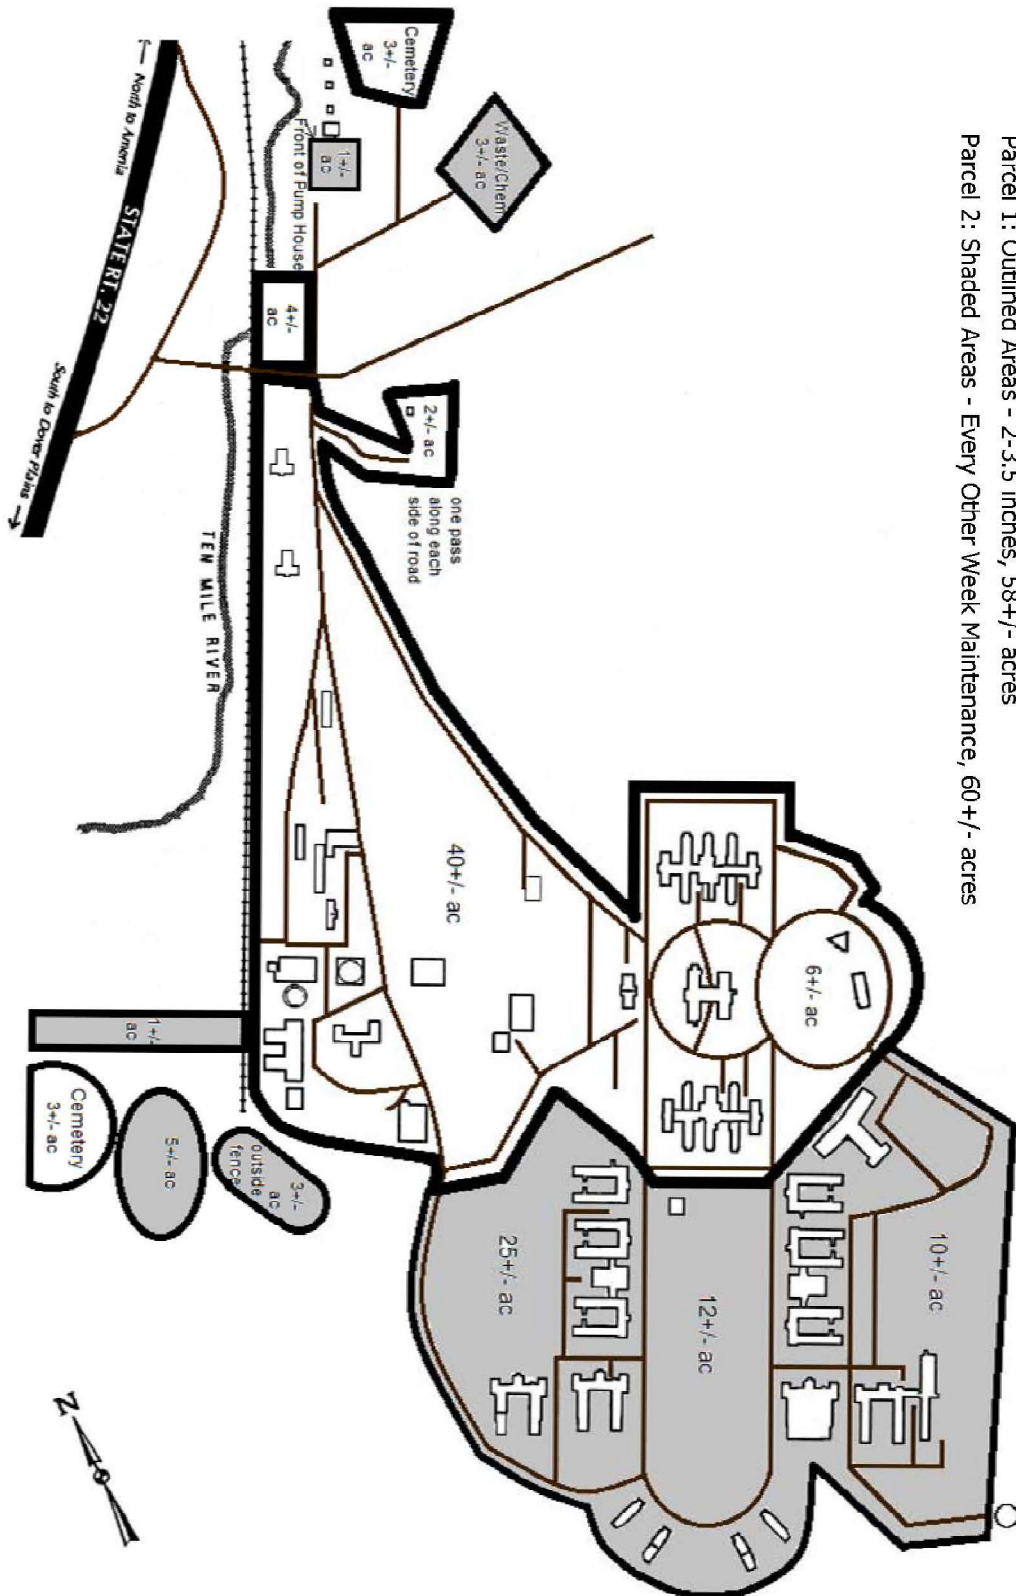 Parcel 1: Outlined Areas - 2-3.5 inches, 58+/- acres
Parcel 2: Shaded Areas - Every Other Week Maintenance, 60+/- acres
Cemetery
3+/-
ac
Waste/Chem
3+/- ac
1+/-
ac
Front of Pump House
4+/-
ac
2+/- ac
one pass
along each
side of road
North to Amenia
STATE RT. 22
South to Dover Plains
TEN MILE RIVER
40+/- ac
6+/- ac
10+/- ac
12+/- ac
25+/- ac
3+/-
ac
outside
fence
5+/- ac
1+/-
ac
Cemetery
3+/- ac
N